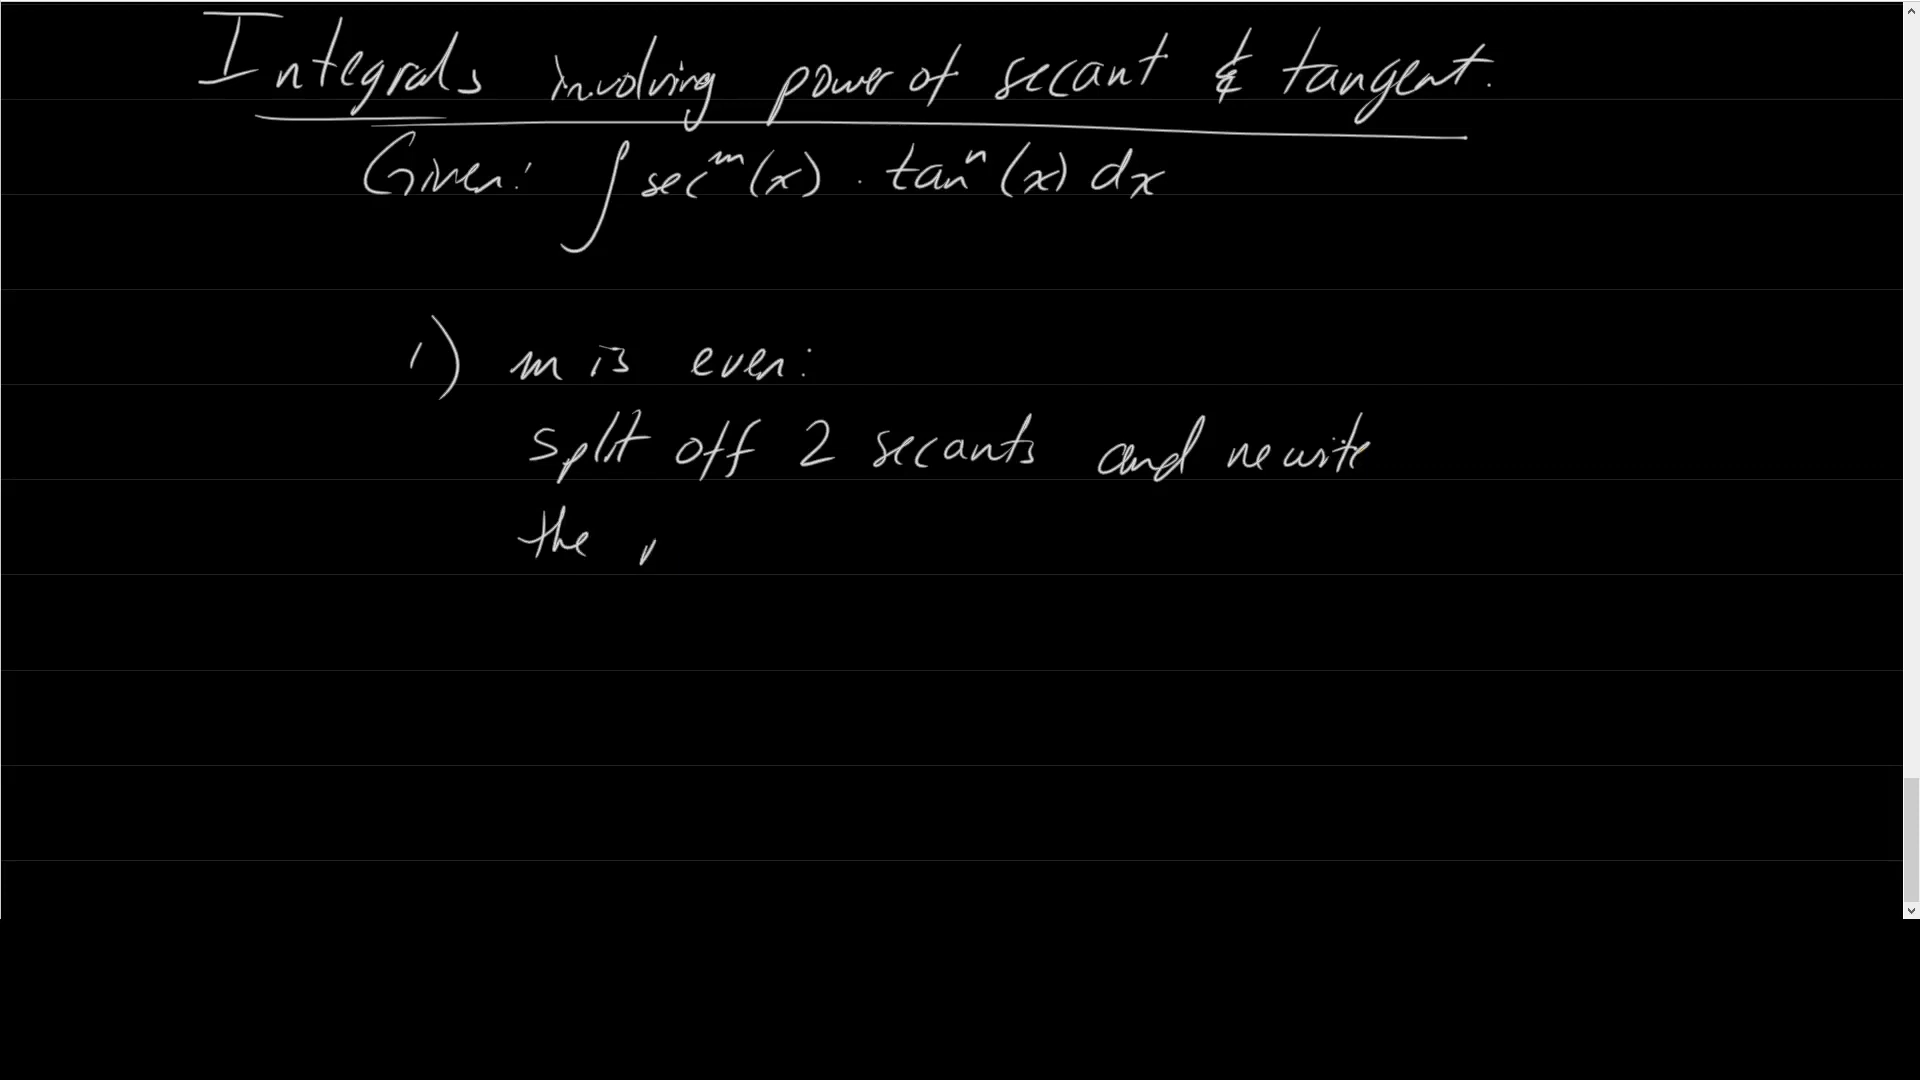 Integrals involving power of secant & tangent.
Given: ∫ sec^m (x) · tan^n (x) dx
1) m is even:
split off 2 secants and rewrite
the